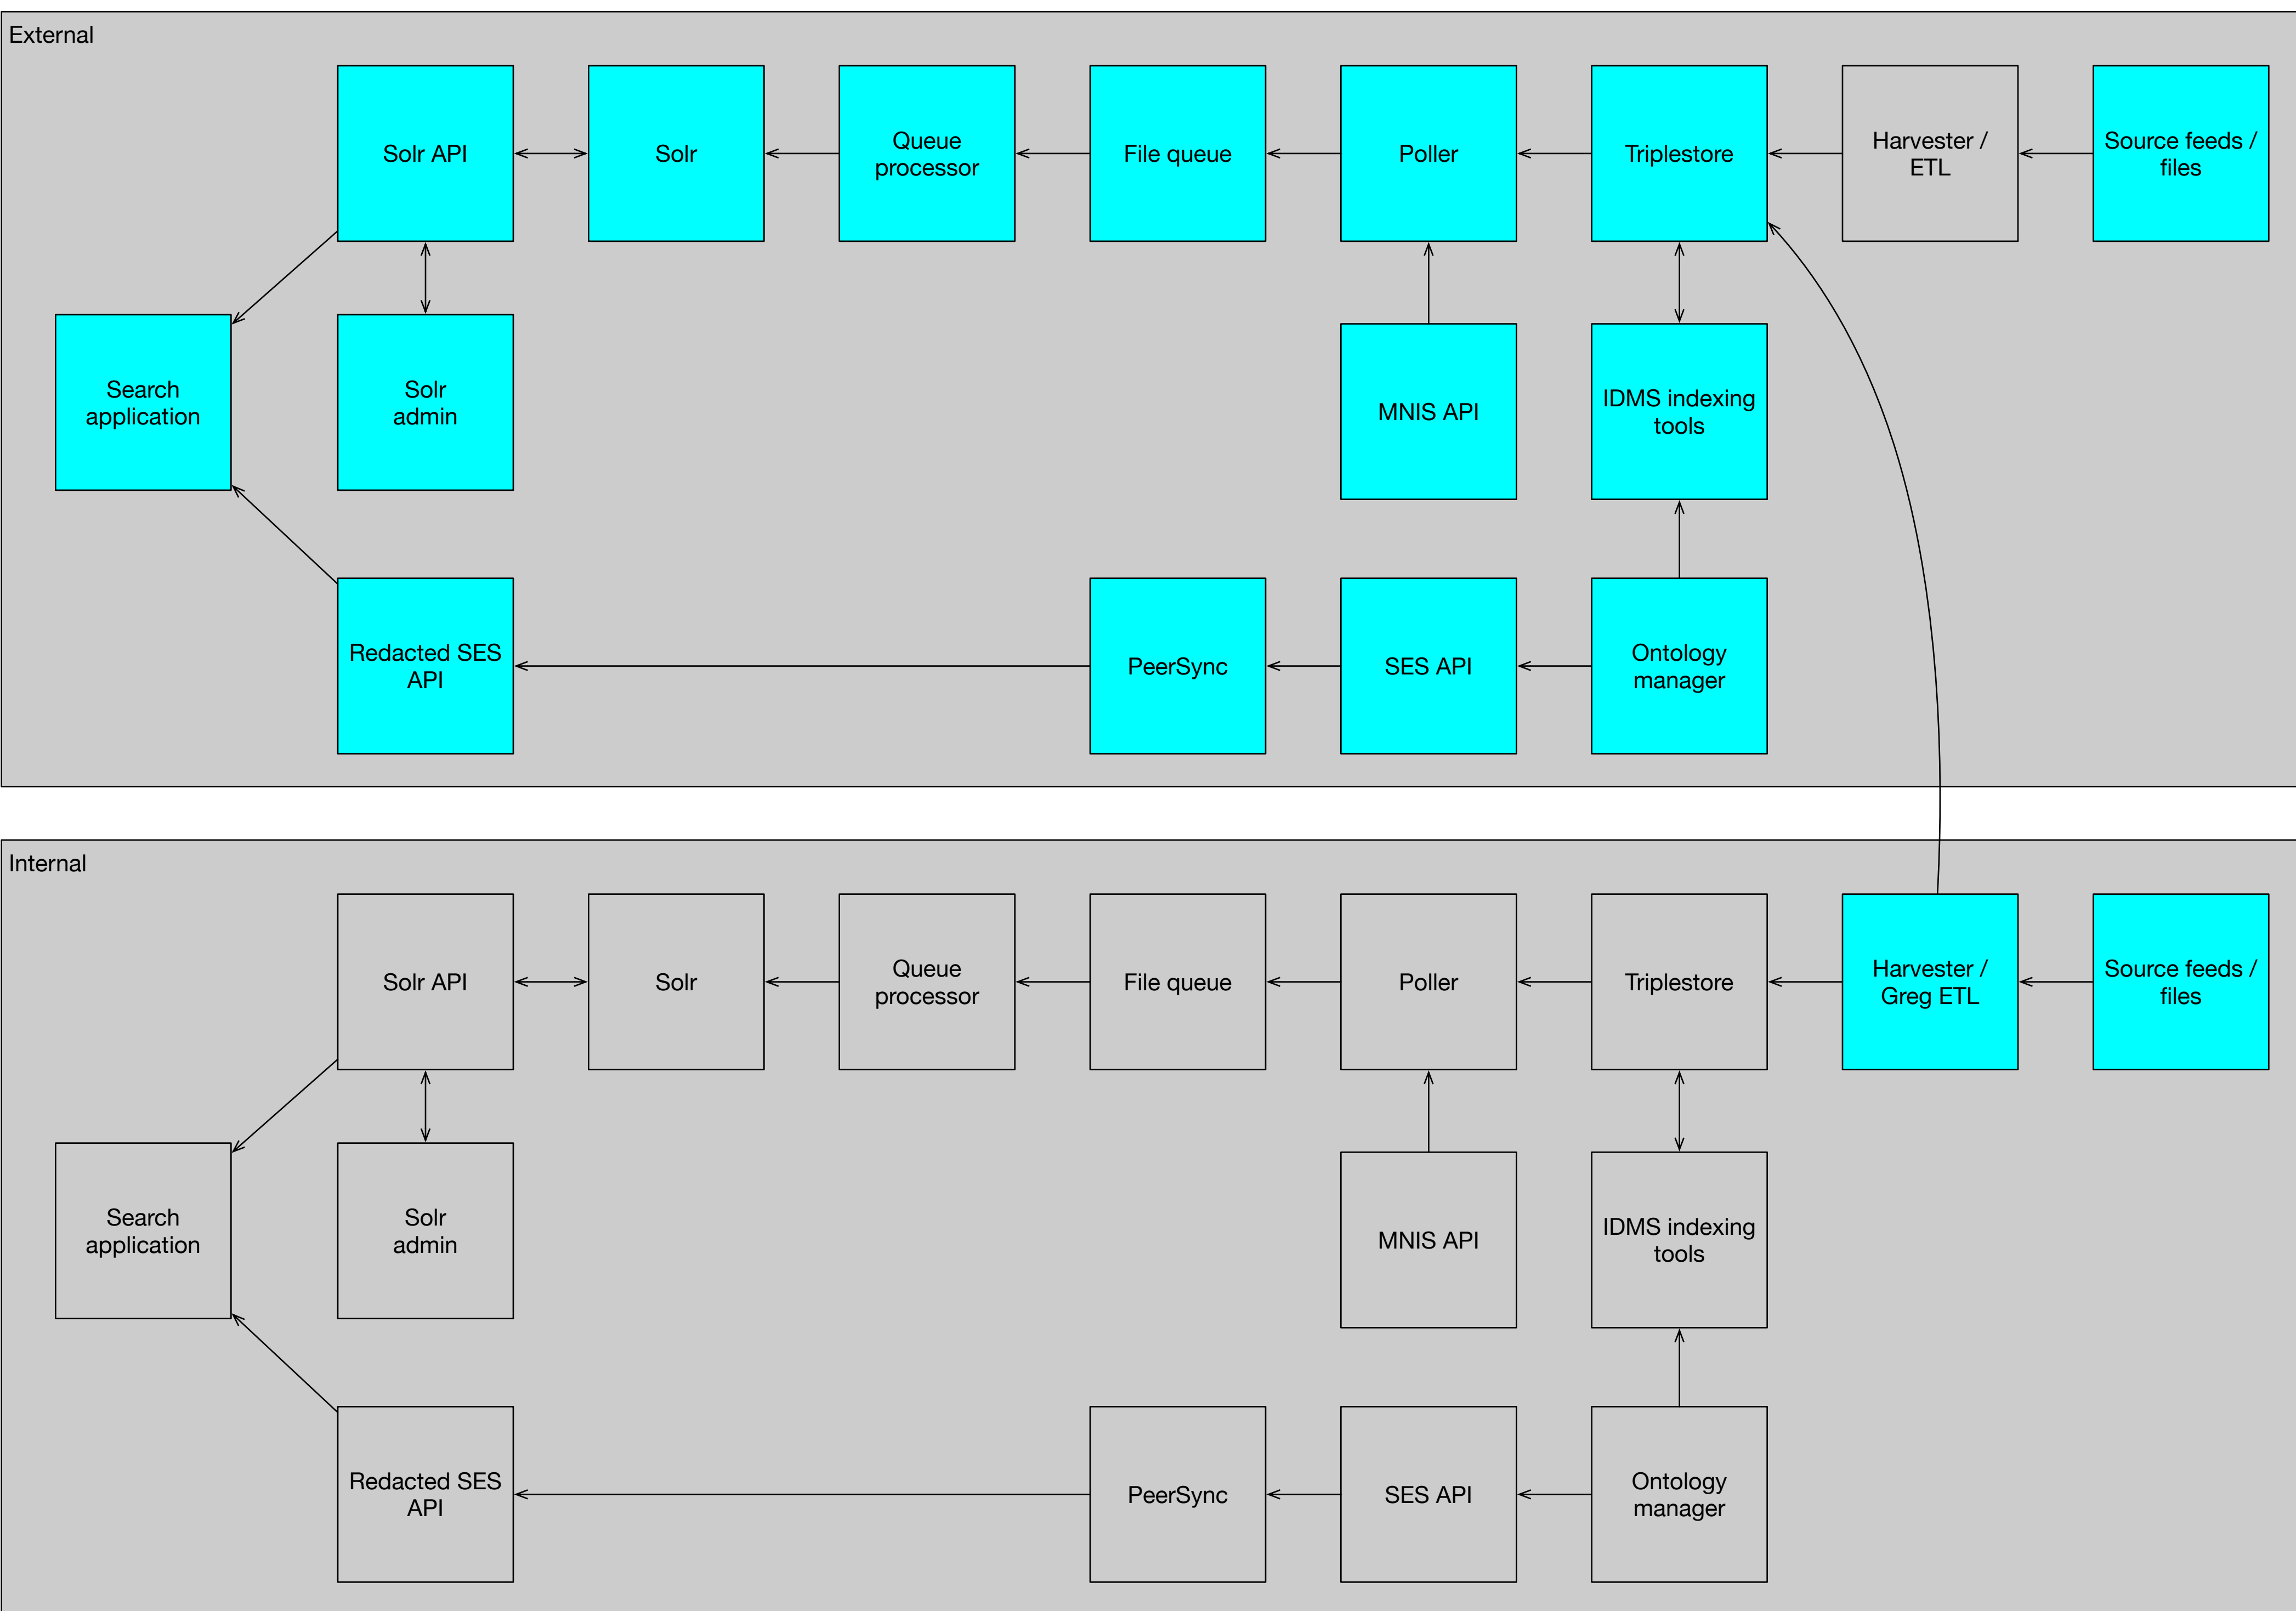 External
Solr API
Solr
Queue
processor
File queue
Poller
Triplestore
Harvester /
ETL
Source feeds /
files
Search
application
Solr
admin
MNIS API
IDMS indexing
tools
Redacted SES
API
PeerSync
SES API
Ontology
manager
Internal
Solr API
Solr
Queue
processor
File queue
Poller
Triplestore
Harvester /
Greg ETL
Source feeds /
files
Search
application
Solr
admin
MNIS API
IDMS indexing
tools
Redacted SES
API
PeerSync
SES API
Ontology
manager